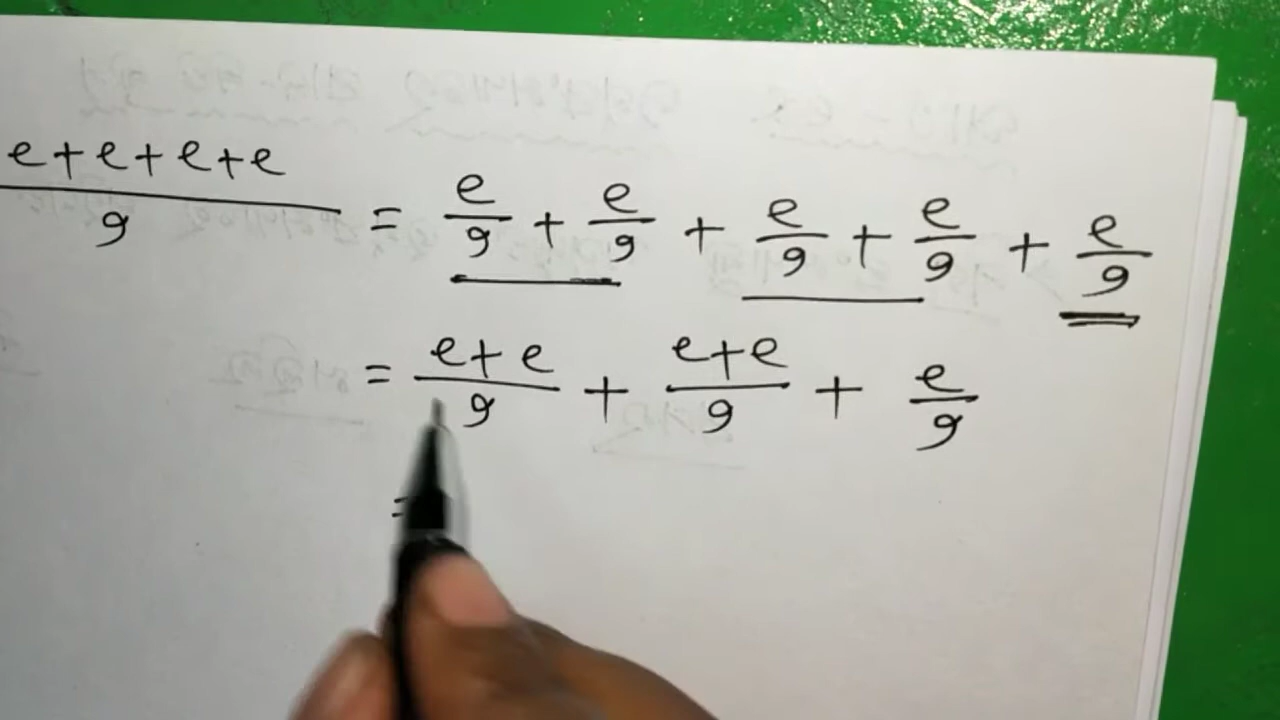 e+e+e+e/9 = e/9 + e/9 + e/9 + e/9 + e/9
= e+e/9 + e+e/9 + e/9
=